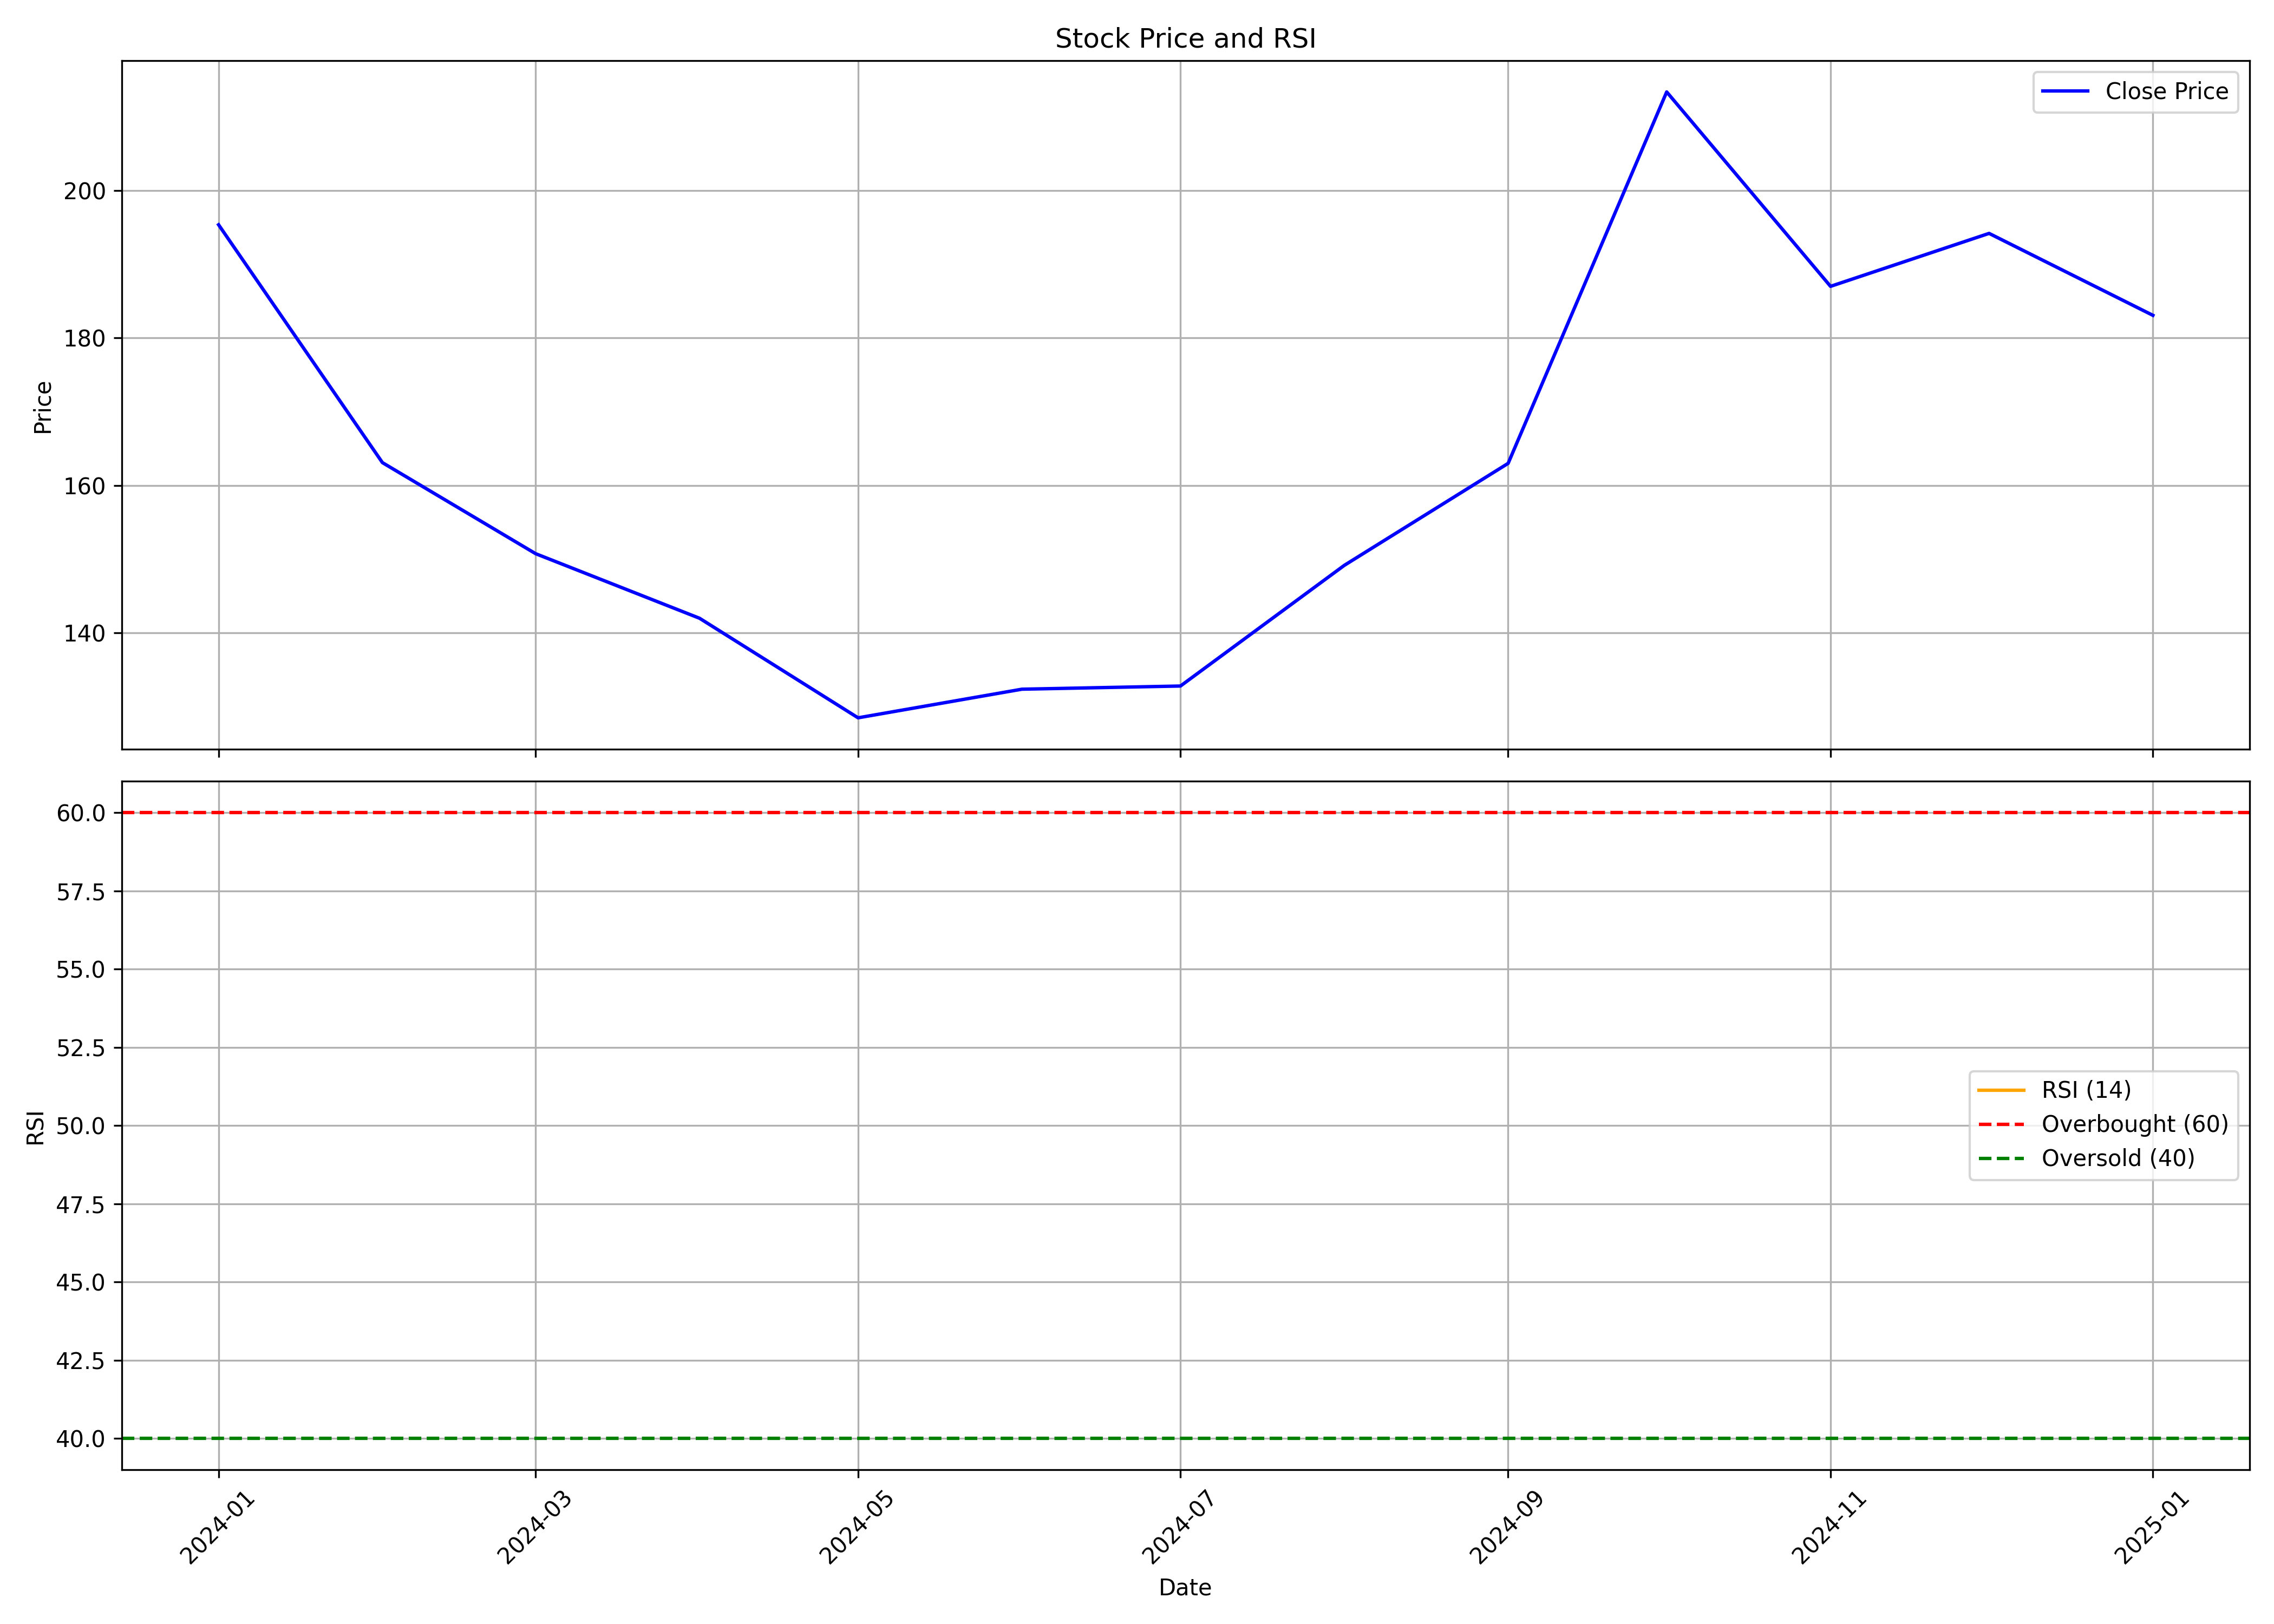 Stock Price and RSI
Close Price
Price
200
180
160
140
RSI
60.0
57.5
55.0
52.5
50.0
47.5
45.0
42.5
40.0
RSI (14)
Overbought (60)
Oversold (40)
2024-01
2024-03
2024-05
2024-07
2024-09
2024-11
2025-01
Date